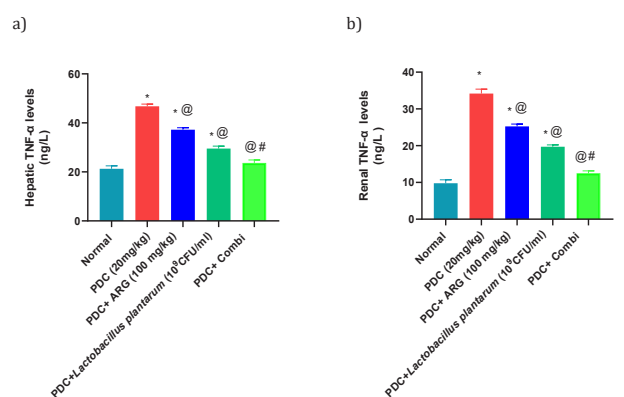 a)
Hepatic TNF-α levels
(ng/L)
60
40
20
0
*
* @
* @
@ #
Normal
PDC (20mg/kg)
PDC+ ARG (100 mg/kg)
PDC+Lactobacillus plantarum (10⁹CFU/ml)
PDC+ Combi
b)
Renal TNF-α levels
(ng/L )
40
30
20
10
0
*
* @
* @
@ #
Normal
PDC (20mg/kg)
PDC+ ARG (100 mg/kg)
PDC+Lactobacillus plantarum (10⁹CFU/ml)
PDC+ Combi